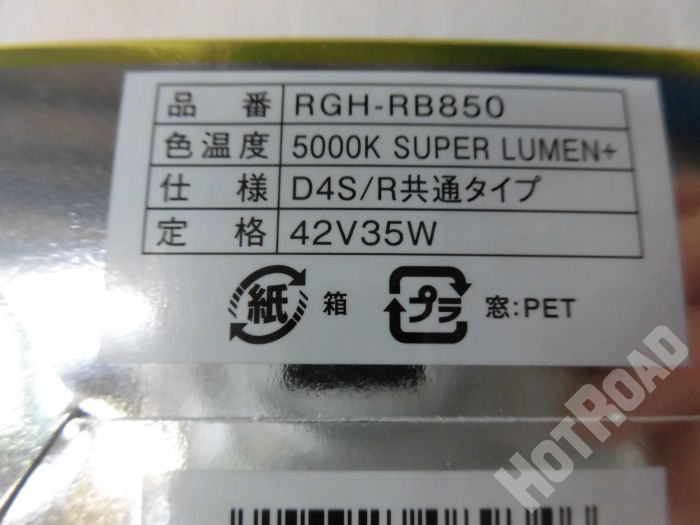 品 番 RGH-RB850
色温度 5000K SUPER LUMEN+
仕 様 D4S/R共通タイプ
定 格 42V35W
紙 箱 プラ 窓:PET
HOTROAD